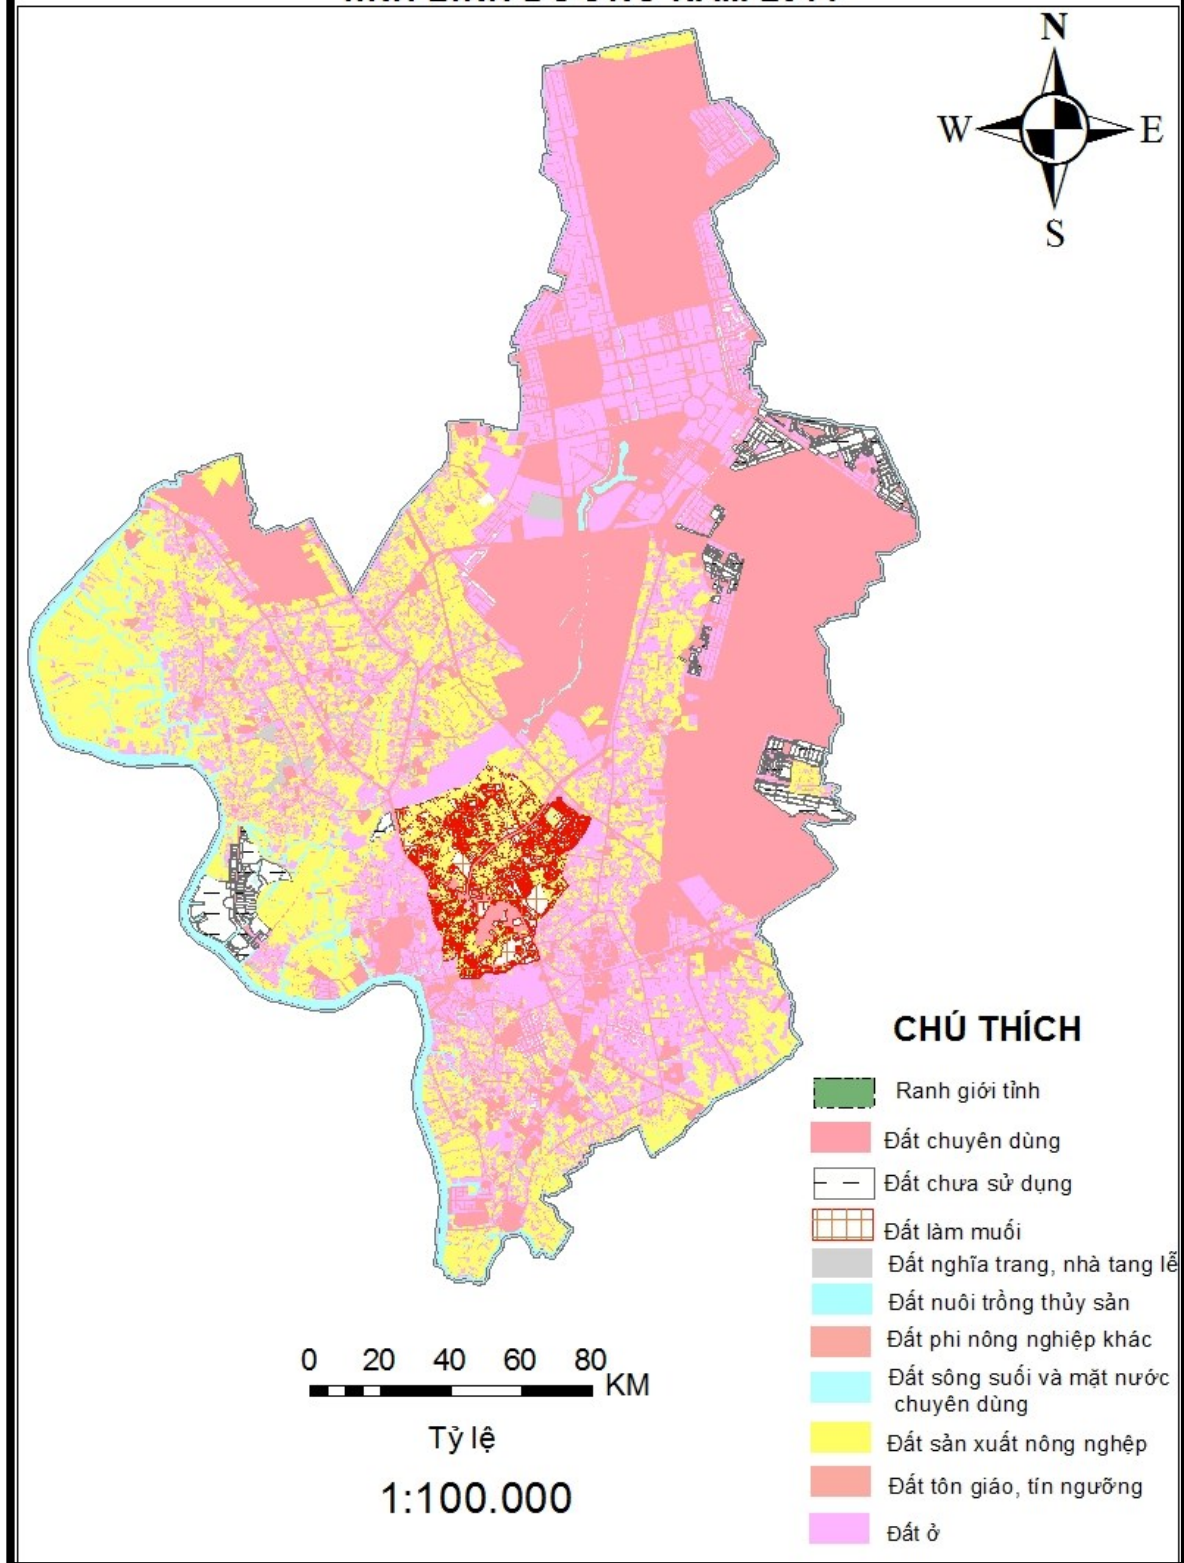 N
W
E
S
CHÚ THÍCH
Ranh giới tỉnh
Đất chuyên dùng
Đất chưa sử dụng
Đất làm muối
Đất nghĩa trang, nhà tang lễ
Đất nuôi trồng thủy sản
Đất phi nông nghiệp khác
Đất sông suối và mặt nước
chuyên dùng
Đất sản xuất nông nghệp
Đất tôn giáo, tín ngưỡng
Đất ở
0 20 40 60 80
KM
Tỷ lệ
1:100.000